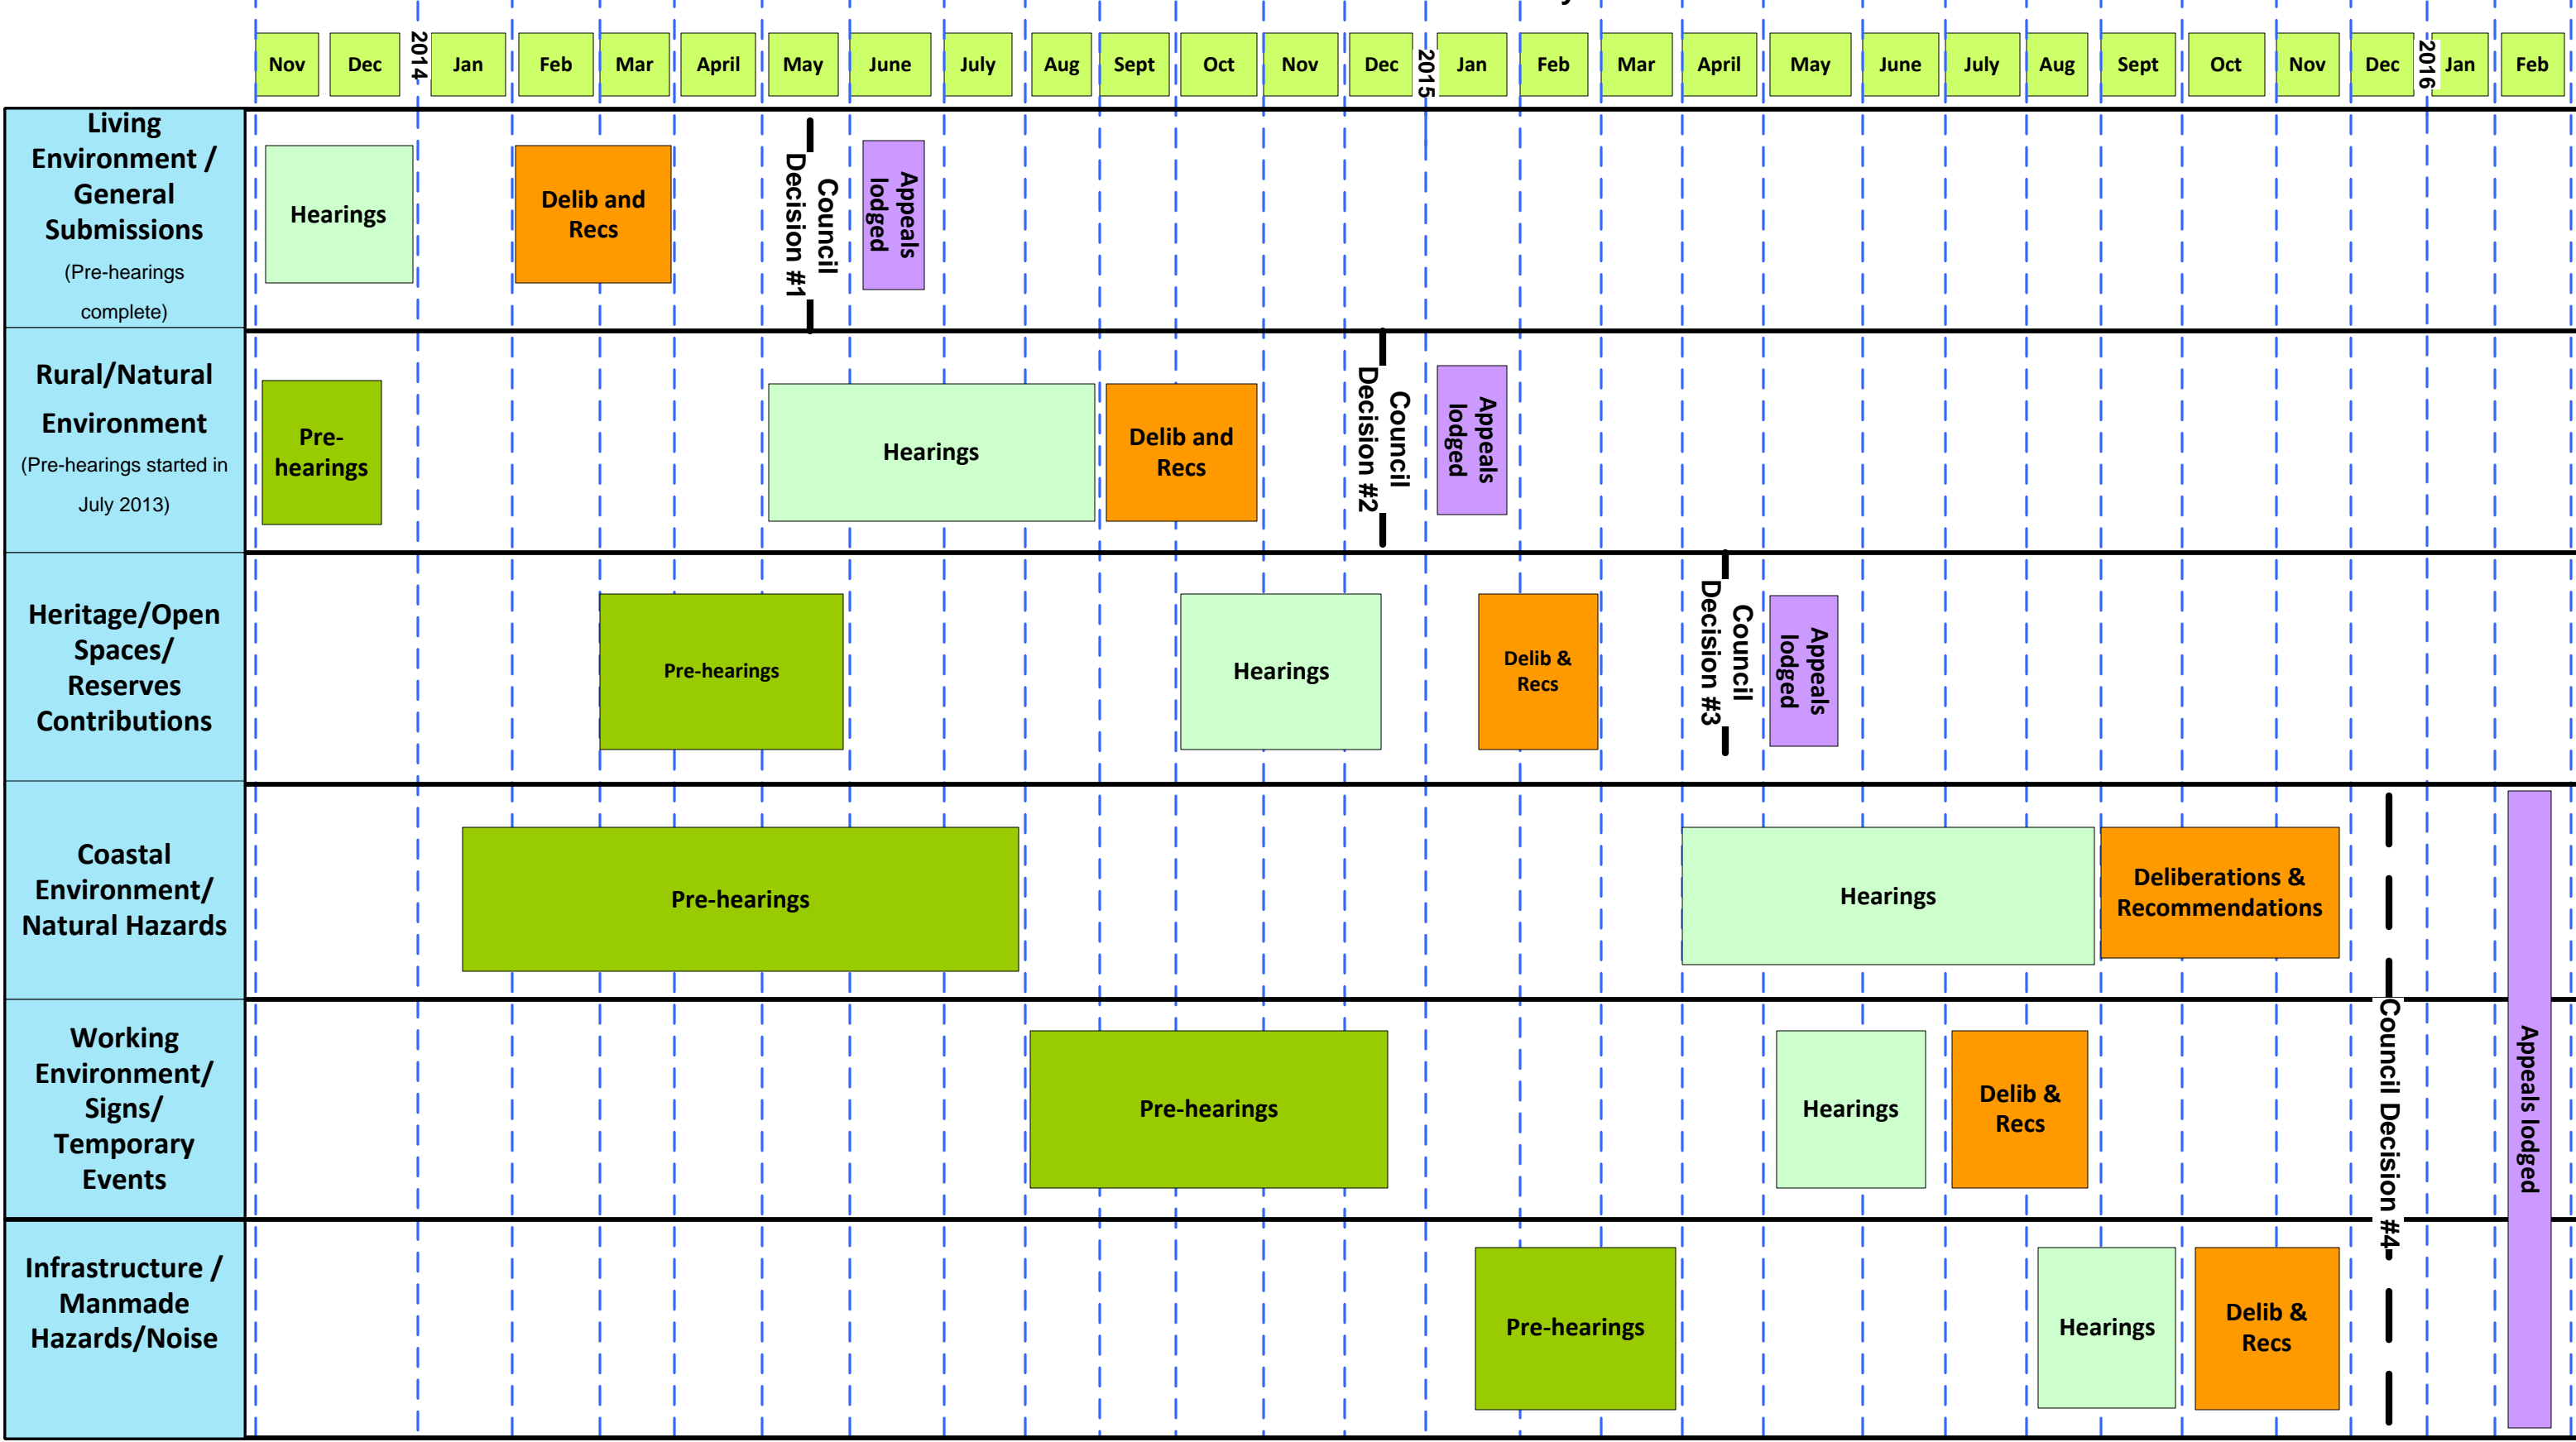 Nov
Dec
2014
Jan
Feb
Mar
April
May
June
July
Aug
Sept
Oct
Nov
Dec
2015
Jan
Feb
Mar
April
May
June
July
Aug
Sept
Oct
Nov
Dec
2016
Jan
Feb
Living
Environment /
General
Submissions
(Pre-hearings
complete)
Hearings
Delib and
Recs
Council
Decision #1
Appeals
lodged
Rural/Natural
Environment
(Pre-hearings started in
July 2013)
Pre-
hearings
Hearings
Delib and
Recs
Council
Decision #2
Appeals
lodged
Heritage/Open
Spaces/
Reserves
Contributions
Pre-hearings
Hearings
Delib &
Recs
Council
Decision #3
Appeals
lodged
Coastal
Environment/
Natural Hazards
Pre-hearings
Hearings
Deliberations &
Recommendations
Working
Environment/
Signs/
Temporary
Events
Pre-hearings
Hearings
Delib &
Recs
Council Decision #4
Appeals lodged
Infrastructure /
Manmade
Hazards/Noise
Pre-hearings
Hearings
Delib &
Recs